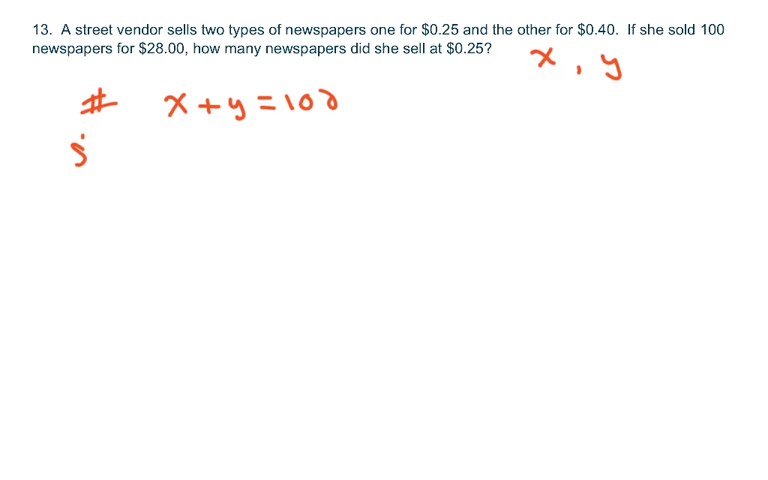 13. A street vendor sells two types of newspapers one for $0.25 and the other for $0.40. If she sold 100
newspapers for $28.00, how many newspapers did she sell at $0.25?
x , y
# x + y = 100
$